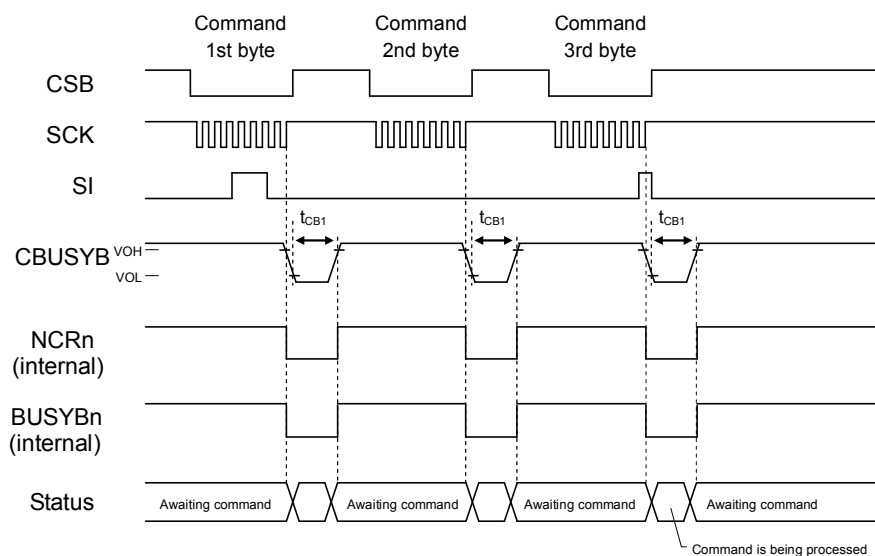 Command
1st byte
Command
2nd byte
Command
3rd byte
CSB
SCK
SI
tCB1
tCB1
tCB1
CBUSYB
VOH
VOL
NCRn
(internal)
BUSYBn
(internal)
Status
Awaiting command
Awaiting command
Awaiting command
Awaiting command
Command is being processed